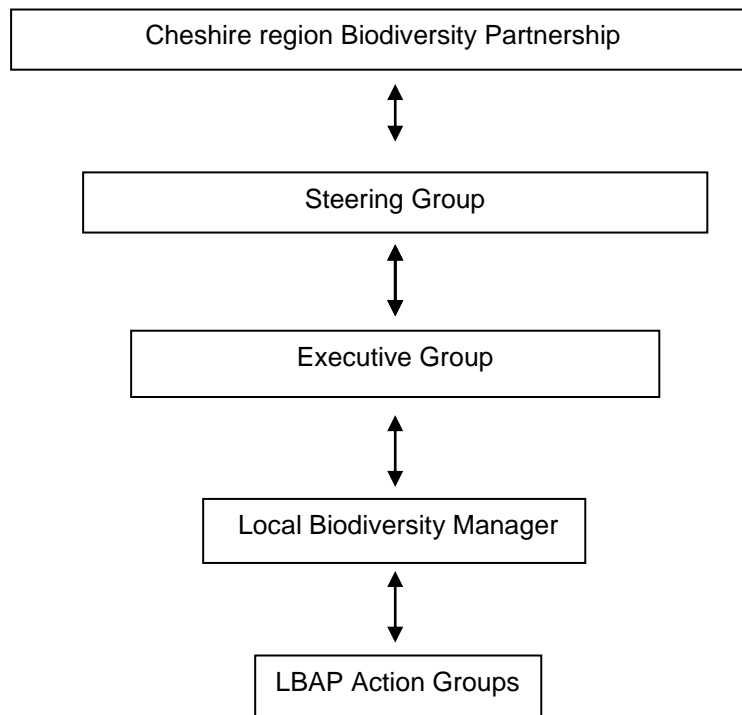 Cheshire region Biodiversity Partnership
Steering Group
Executive Group
Local Biodiversity Manager
LBAP Action Groups